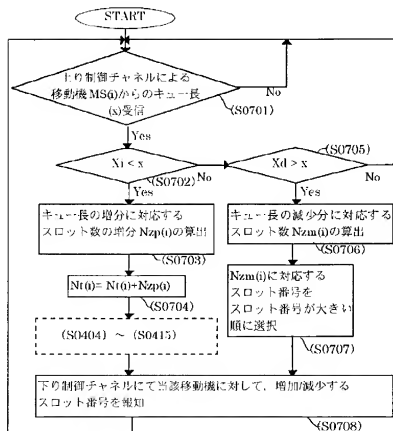 START
上り制御チャネルによる
移動機MS(i)からのキュー長
(x)受信
No
(S0701)
Yes
Xi < x
(S0702)
No
Xd > x
(S0705)
No
Yes
Yes
キュー長の増分に対応する
スロット数の増分Nzp(i)の算出
(S0703)
キュー長の減少分に対応する
スロット数Nzm(i)の算出
(S0706)
Nt(i)= Nt(i)+Nzp(i)
(S0704)
Nzm(i)に対応する
スロット番号を
スロット番号が大きい
順に選択
(S0707)
(S0404) ～ (S0415)
下り制御チャネルにて当該移動機に対して，増加/減少する
スロット番号を報知
(S0708)